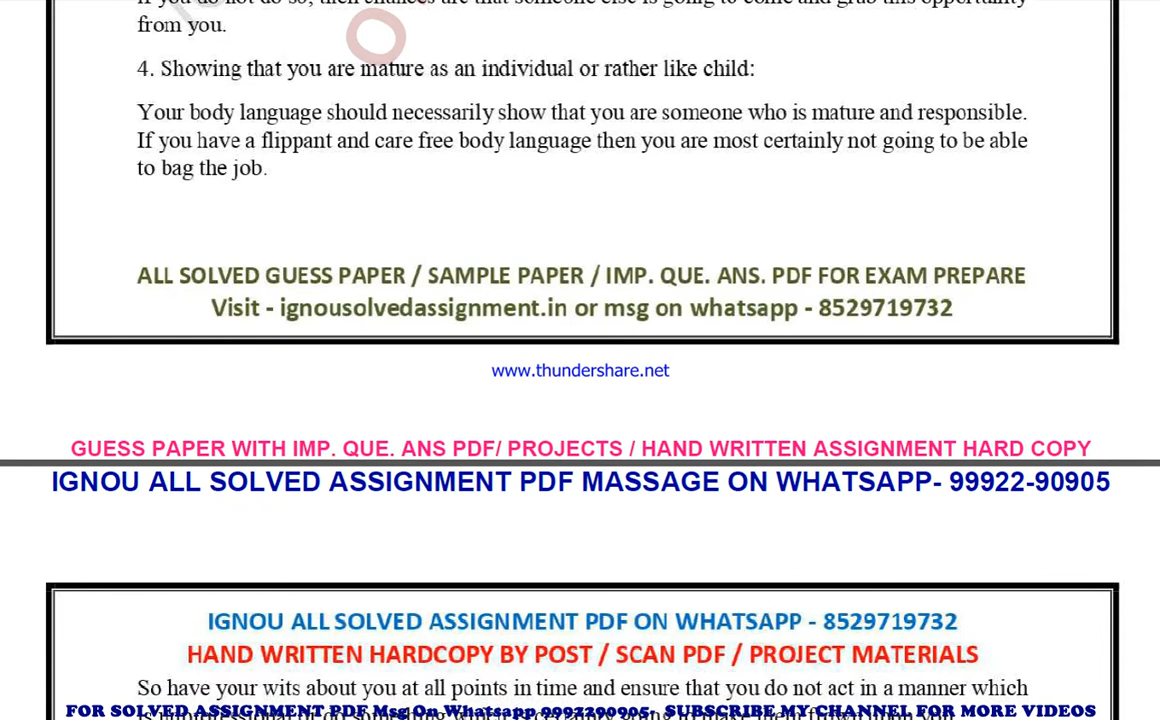 from you.
4. Showing that you are mature as an individual or rather like child:
Your body language should necessarily show that you are someone who is mature and responsible.
If you have a flippant and care free body language then you are most certainly not going to be able
to bag the job.
ALL SOLVED GUESS PAPER / SAMPLE PAPER / IMP. QUE. ANS. PDF FOR EXAM PREPARE
Visit - ignousolvedassignment.in or msg on whatsapp - 8529719732
www.thundershare.net
GUESS PAPER WITH IMP. QUE. ANS PDF/ PROJECTS / HAND WRITTEN ASSIGNMENT HARD COPY
IGNOU ALL SOLVED ASSIGNMENT PDF MASSAGE ON WHATSAPP- 99922-90905
IGNOU ALL SOLVED ASSIGNMENT PDF ON WHATSAPP - 8529719732
HAND WRITTEN HARDCOPY BY POST / SCAN PDF / PROJECT MATERIALS
So have your wits about you at all points in time and ensure that you do not act in a manner which
FOR SOLVED ASSIGNMENT PDF Msg On Whatsapp 9992290905- SUBSCRIBE MY CHANNEL FOR MORE VIDEOS